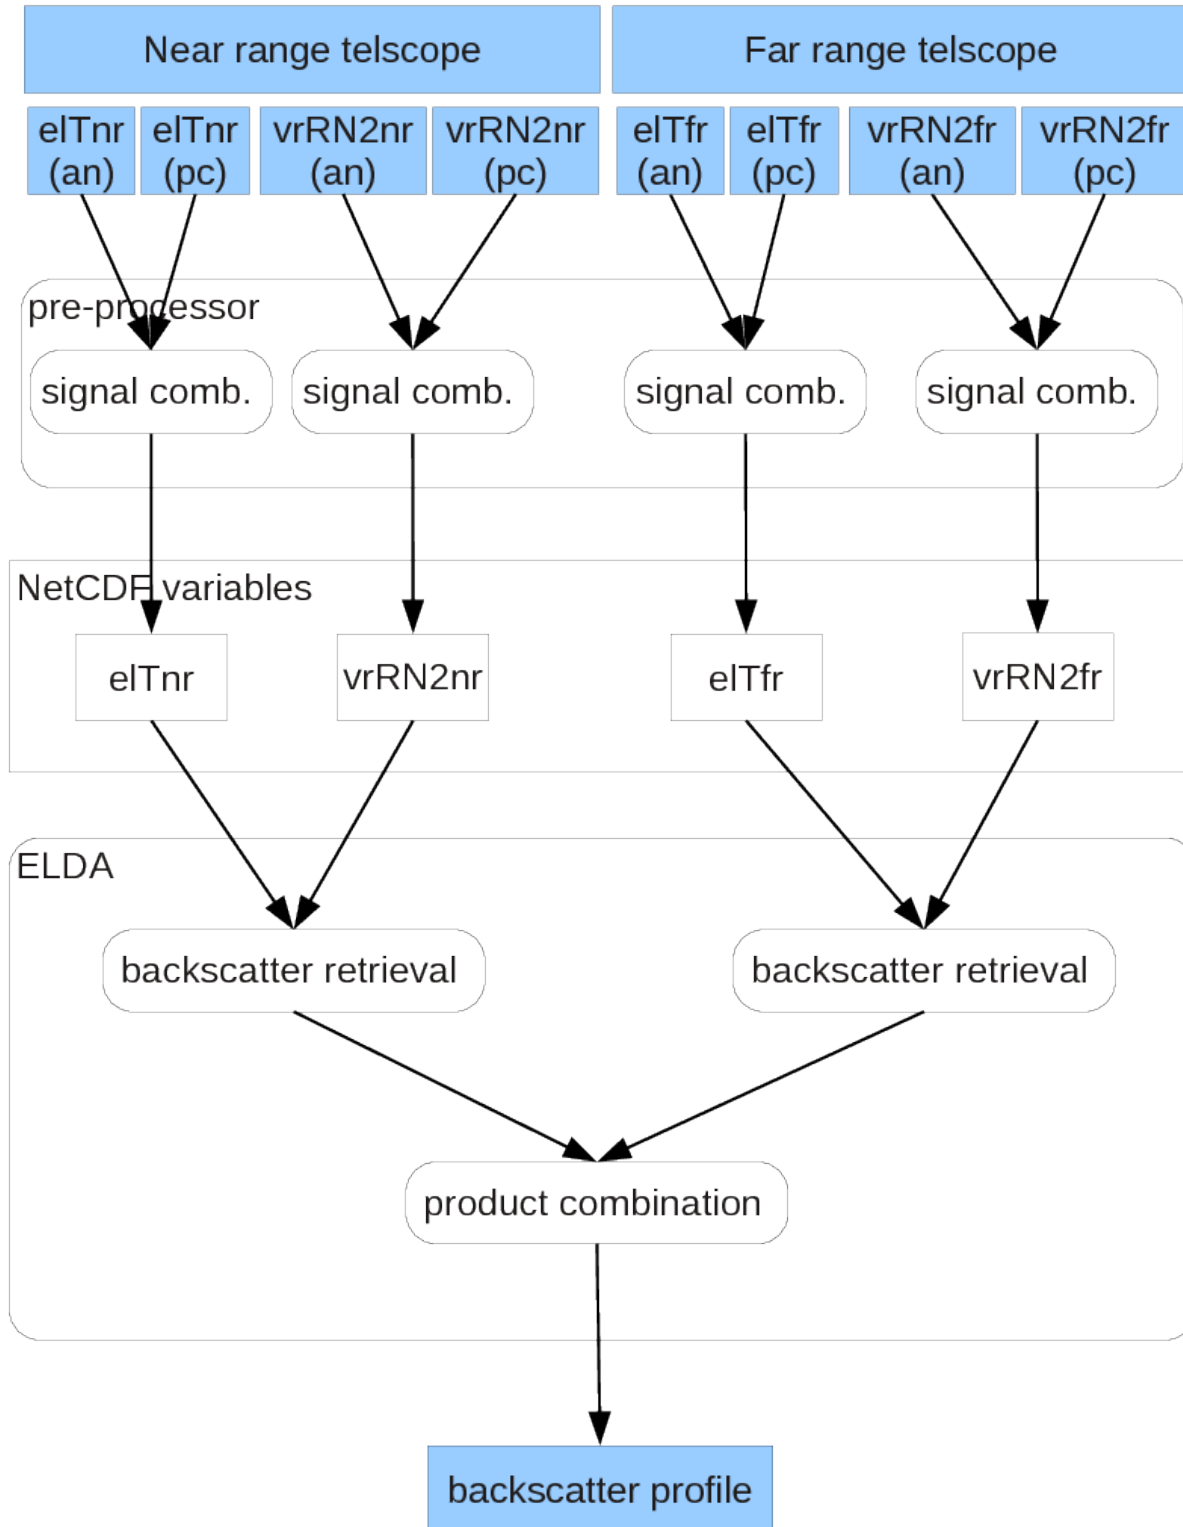 Near range telscope
Far range telscope
elTnr
(an)
elTnr
(pc)
vrRN2nr
(an)
vrRN2nr
(pc)
elTfr
(an)
elTfr
(pc)
vrRN2fr
(an)
vrRN2fr
(pc)
pre-processor
signal comb.
signal comb.
signal comb.
signal comb.
NetCDF variables
elTnr
vrRN2nr
elTfr
vrRN2fr
ELDA
backscatter retrieval
backscatter retrieval
product combination
backscatter profile